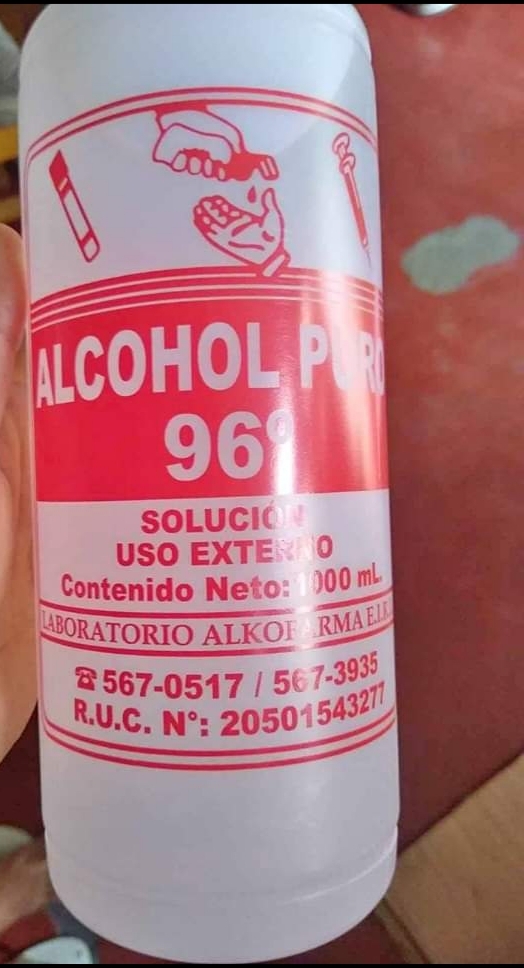 ALCOHOL PURO
96°
SOLUCIÓN
USO EXTERNO
Contenido Neto: 1000 mL.
LABORATORIO ALKOFARMA E.I.R.
☎ 567-0517 / 567-3935
R.U.C. N°: 20501543277